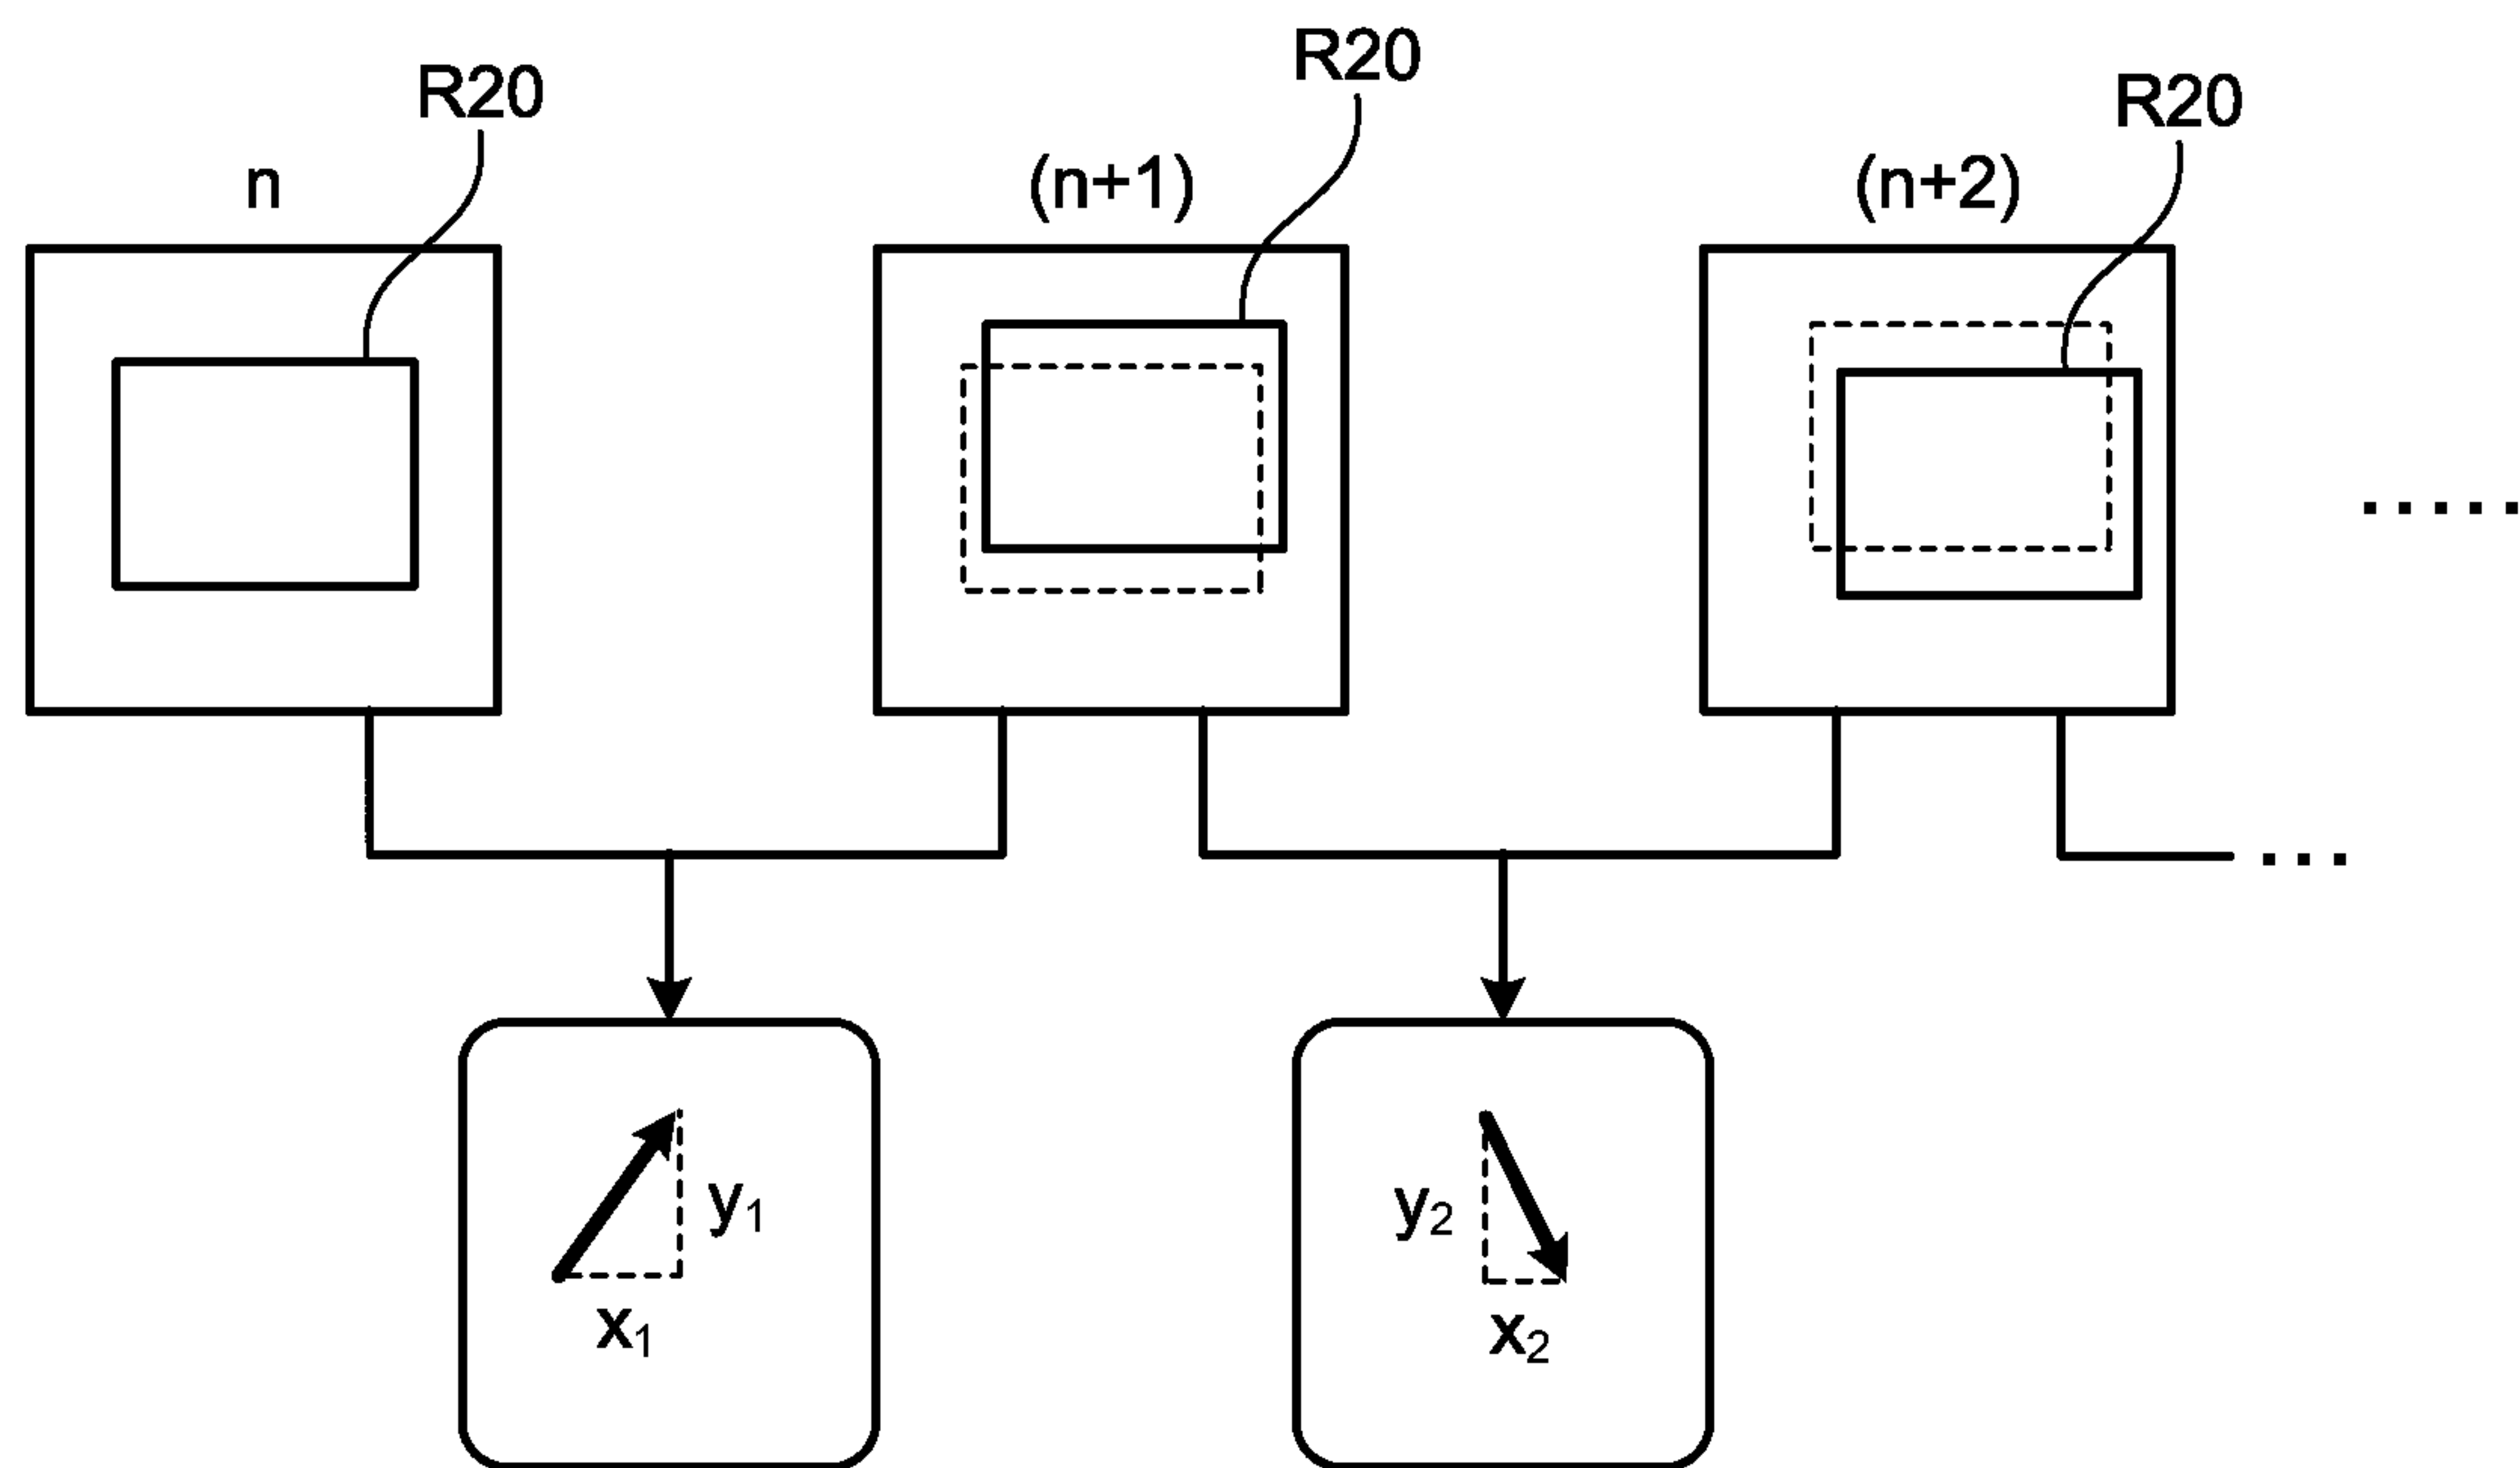 R20 R20 R20
n (n+1) (n+2)
.....
...
y₁ y₂
x₁ x₂